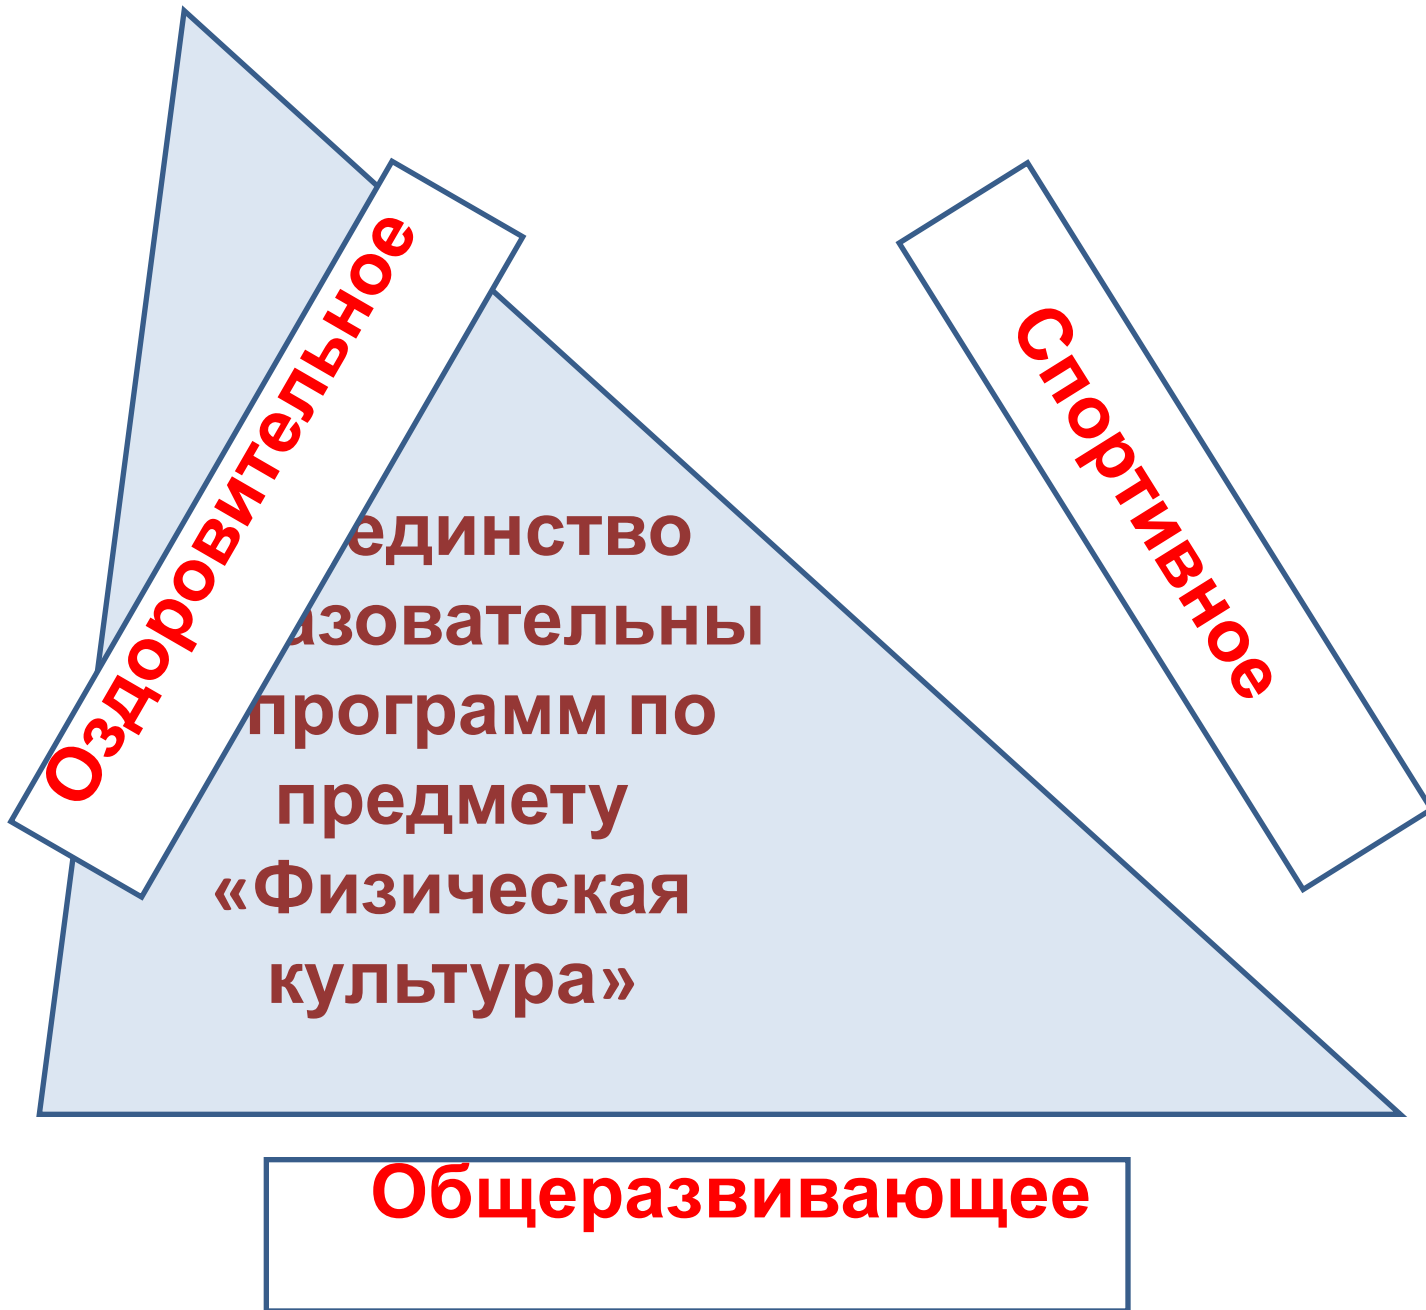 Оздоровительное
Спортивное
единство
азовательны
программ по
предмету
«Физическая
культура»
Общеразвивающее